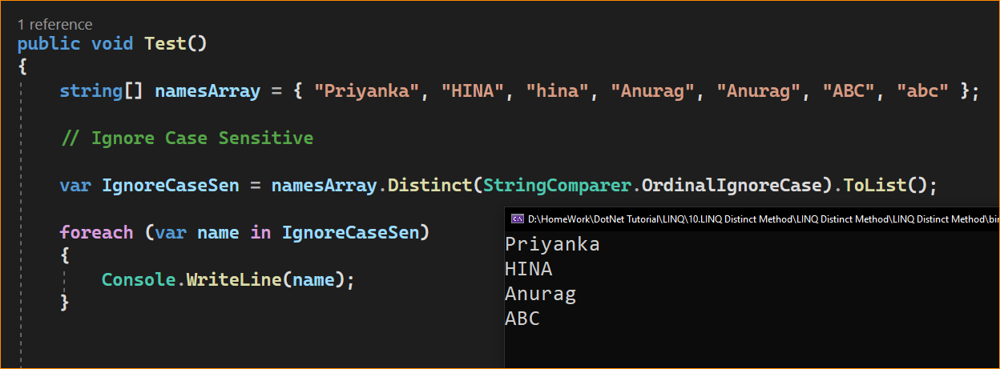 1 reference
public void Test()
{
string[] namesArray = { "Priyanka", "HINA", "hina", "Anurag", "Anurag", "ABC", "abc" };
// Ignore Case Sensitive
var IgnoreCaseSen = namesArray.Distinct(StringComparer.OrdinalIgnoreCase).ToList();
foreach (var name in IgnoreCaseSen)
{
Console.WriteLine(name);
}
D:\HomeWork\DotNet Tutorial\LINQ\10.LINQ Distinct Method\LINQ Distinct Method\LINQ Distinct Method\bin
Priyanka
HINA
Anurag
ABC